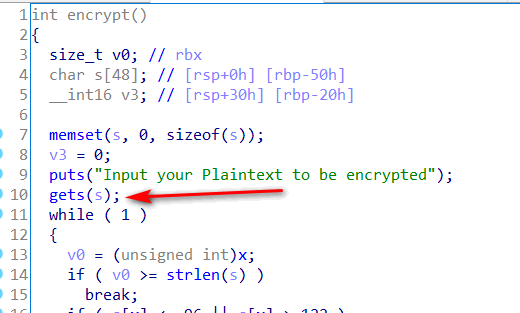 1 int encrypt()
2 {
3 size_t v0; // rbx
4 char s[48]; // [rsp+0h] [rbp-50h]
5 __int16 v3; // [rsp+30h] [rbp-20h]
6
7 memset(s, 0, sizeof(s));
8 v3 = 0;
9 puts("Input your Plaintext to be encrypted");
10 gets(s);
11 while ( 1 )
12 {
13 v0 = (unsigned int)x;
14 if ( v0 >= strlen(s) )
15 break;